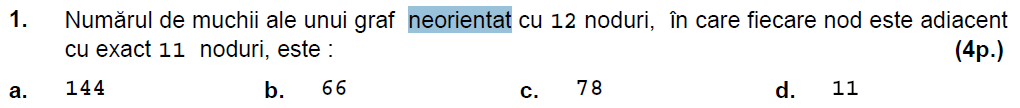 1. Numărul de muchii ale unui graf neorientat cu 12 noduri, în care fiecare nod este adiacent
cu exact 11 noduri, este : (4p.)
a. 144 b. 66 c. 78 d. 11